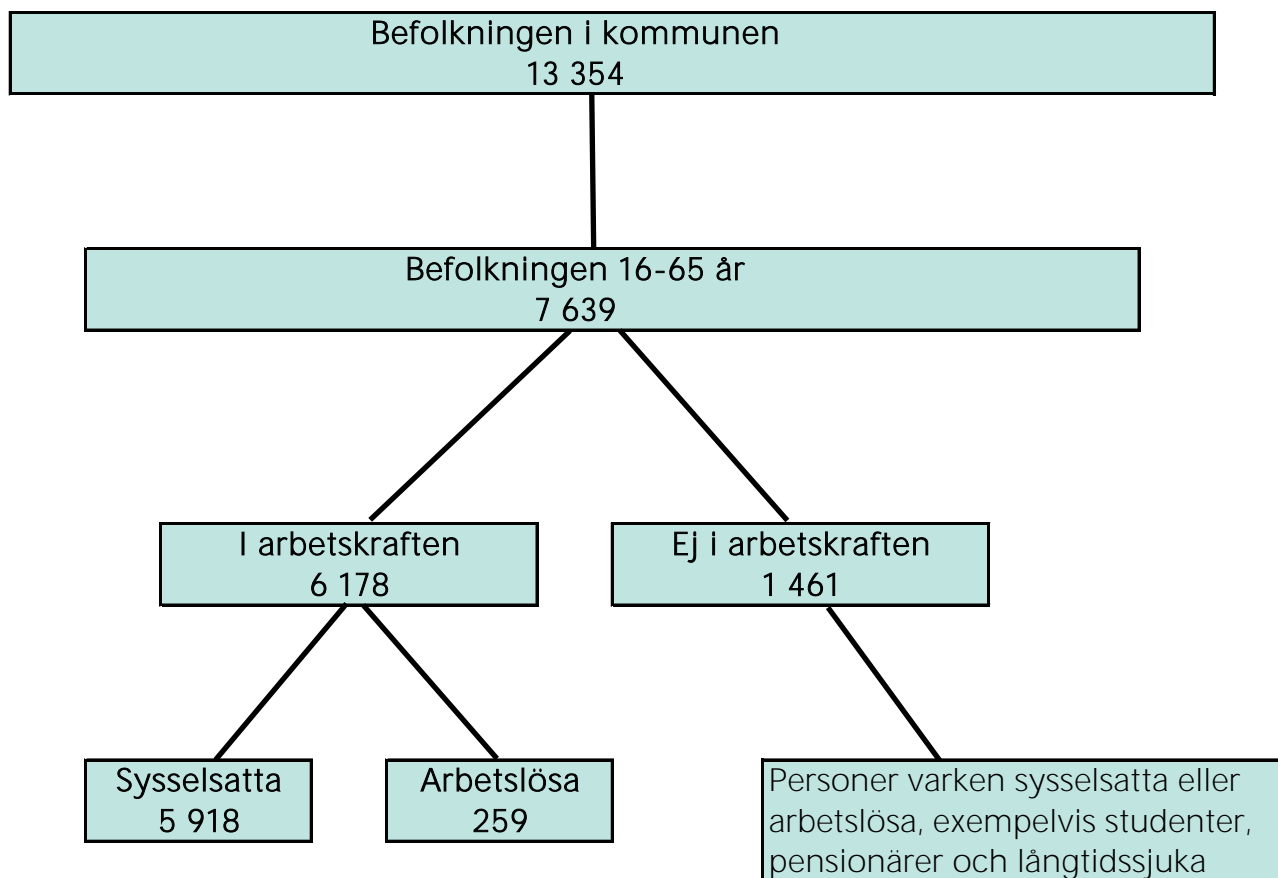 Befolkningen i kommunen
13 354
Befolkningen 16-65 år
7 639
I arbetskraften
6 178
Ej i arbetskraften
1 461
Sysselsatta
5 918
Arbetslösa
259
Personer varken sysselsatta eller
arbetslösa, exempelvis studenter,
pensionärer och långtidssjuka